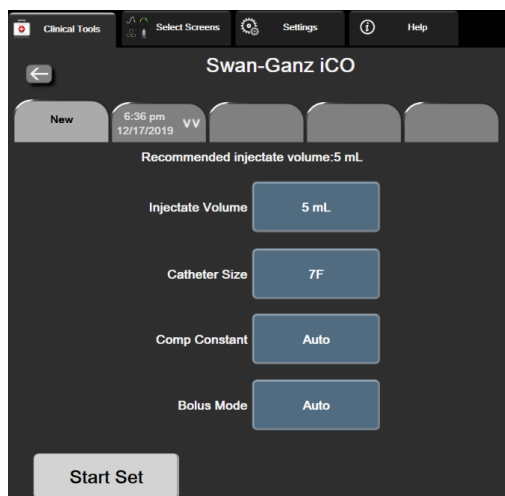 Clinical Tools
Select Screens
Settings
Help
Swan-Ganz iCO
New
6:36 pm
12/17/2019
Recommended injectate volume:5 mL
Injectate Volume 5 mL
Catheter Size 7F
Comp Constant Auto
Bolus Mode Auto
Start Set